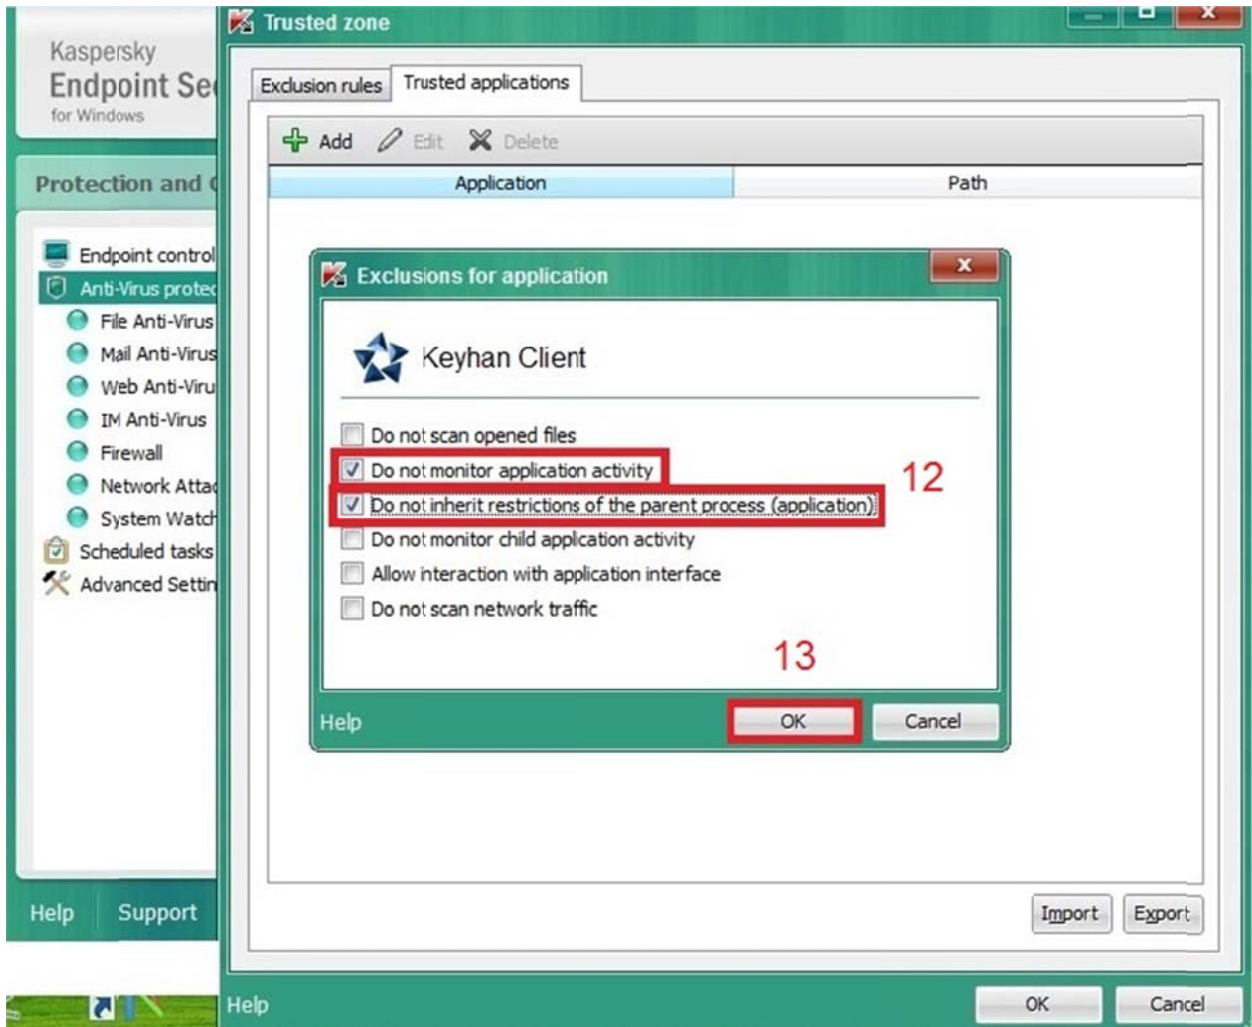 Trusted zone
Kaspersky
Endpoint Se
for Windows
Exclusion rules
Trusted applications
Add
Edit
Delete
Protection and
Application
Path
Endpoint control
Anti-Virus protec
File Anti-Virus
Mail Anti-Virus
Web Anti-Viru
IM Anti-Virus
Firewall
Network Attac
System Watch
Scheduled tasks
Advanced Settin
Exclusions for application
Keyhan Client
Do not scan opened files
Do not monitor application activity
12
Do not inherit restrictions of the parent process (application)
Do not monitor child application activity
Allow interaction with application interface
Do not scan network traffic
13
Help
OK
Cancel
Import
Export
Help
Support
Help
OK
Cancel